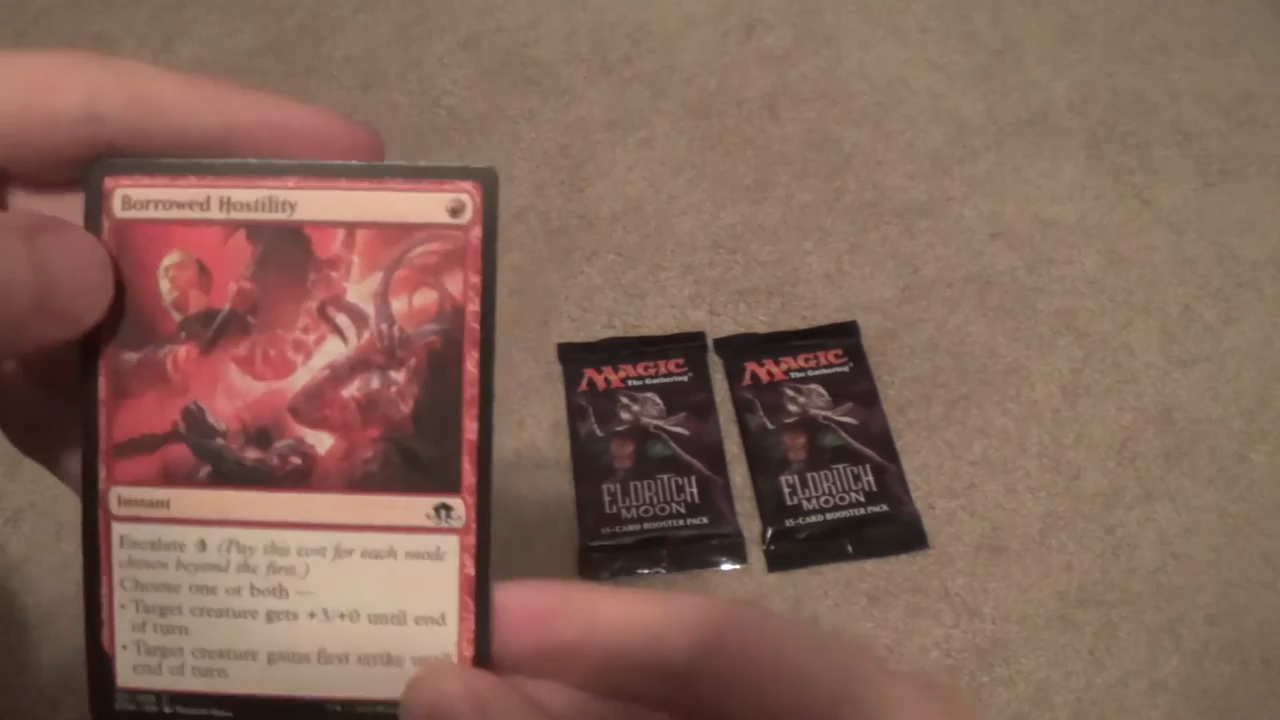 Borrowed Hostility
Instant
Escalate (Pay this cost for each mode
chosen beyond the first.)
Choose one or both —
• Target creature gets +3/+0 until end
of turn
• Target creature gains first strike until
end of turn
MAGIC
The Gathering
ELDRITCH
MOON
15-CARD BOOSTER PACK
MAGIC
The Gathering
ELDRITCH
MOON
15-CARD BOOSTER PACK